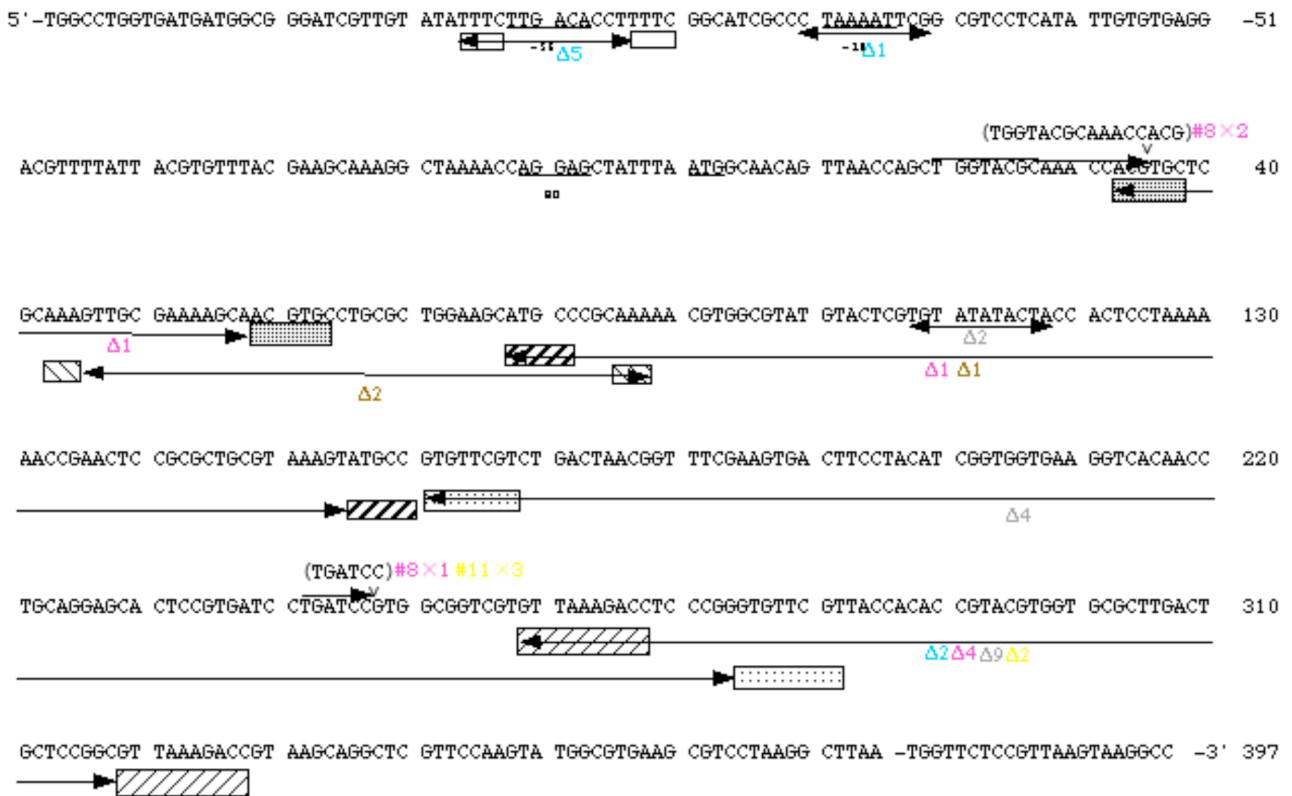 5'-TGGCCTGGTGATGATGGCG GGATCGTTGT ATATTTCTTG ACACCTTTTC GGCATCGCCC TAAAATTCGG CGTCCTCATA TTGTGTGAGG -51
Δ5 Δ1
(TGGTACGCAAACCACG)#8×2
ACGTTTTATT ACGTGTTTAC GAAGCAAAGG CTAAAACCAG GAGCTATTTA ATGGCAACAG TTAACCAGCT GGTACGCAAA CCACGTGCTC 40
GCAAAGTTGC GAAAAGCAAC GTGCCTGCGC TGGAAGCATG CCCGCAAAAA CGTGGCGTAT GTACTCGTGT ATATACTACC ACTCCTAAAA 130
Δ1 Δ2
Δ2 Δ1 Δ1
AACCGAACTC CGCGCTGCGT AAAGTATGCC GTGTTCGTCT GACTAACGGT TTCGAAGTGA CTTCCTACAT CGGTGGTGAA GGTCACAACC 220
Δ4
(TGATCC)#8×1 #11×3
TGCAGGAGCA CTCCGTGATCC CTGATCCGTG GCGGTCGTGT TAAAGACCTC CCGGGTGTTC GTTACCACAC CGTACGTGGT GCGCTTGACT 310
Δ2 Δ4 Δ9 Δ2
GCTCCGGCGT TAAAGACCGT AAGCAGGCTC GTTCCAAGTA TGGCGTGAAG CGTCCTAAGG CTTAA -TGGTTCTCCGTTAAGTAAGGCC -3' 397